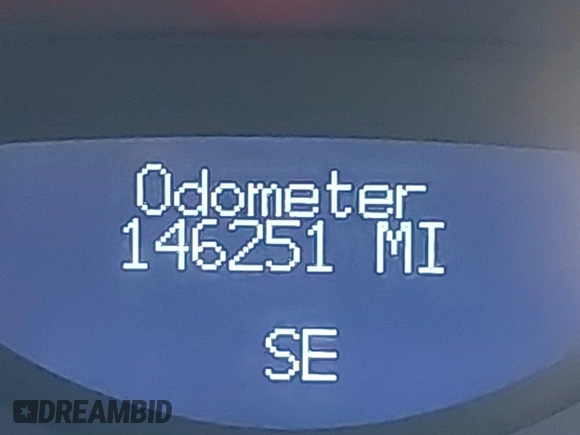 Odometer
146251 MI
SE
DREAMBID